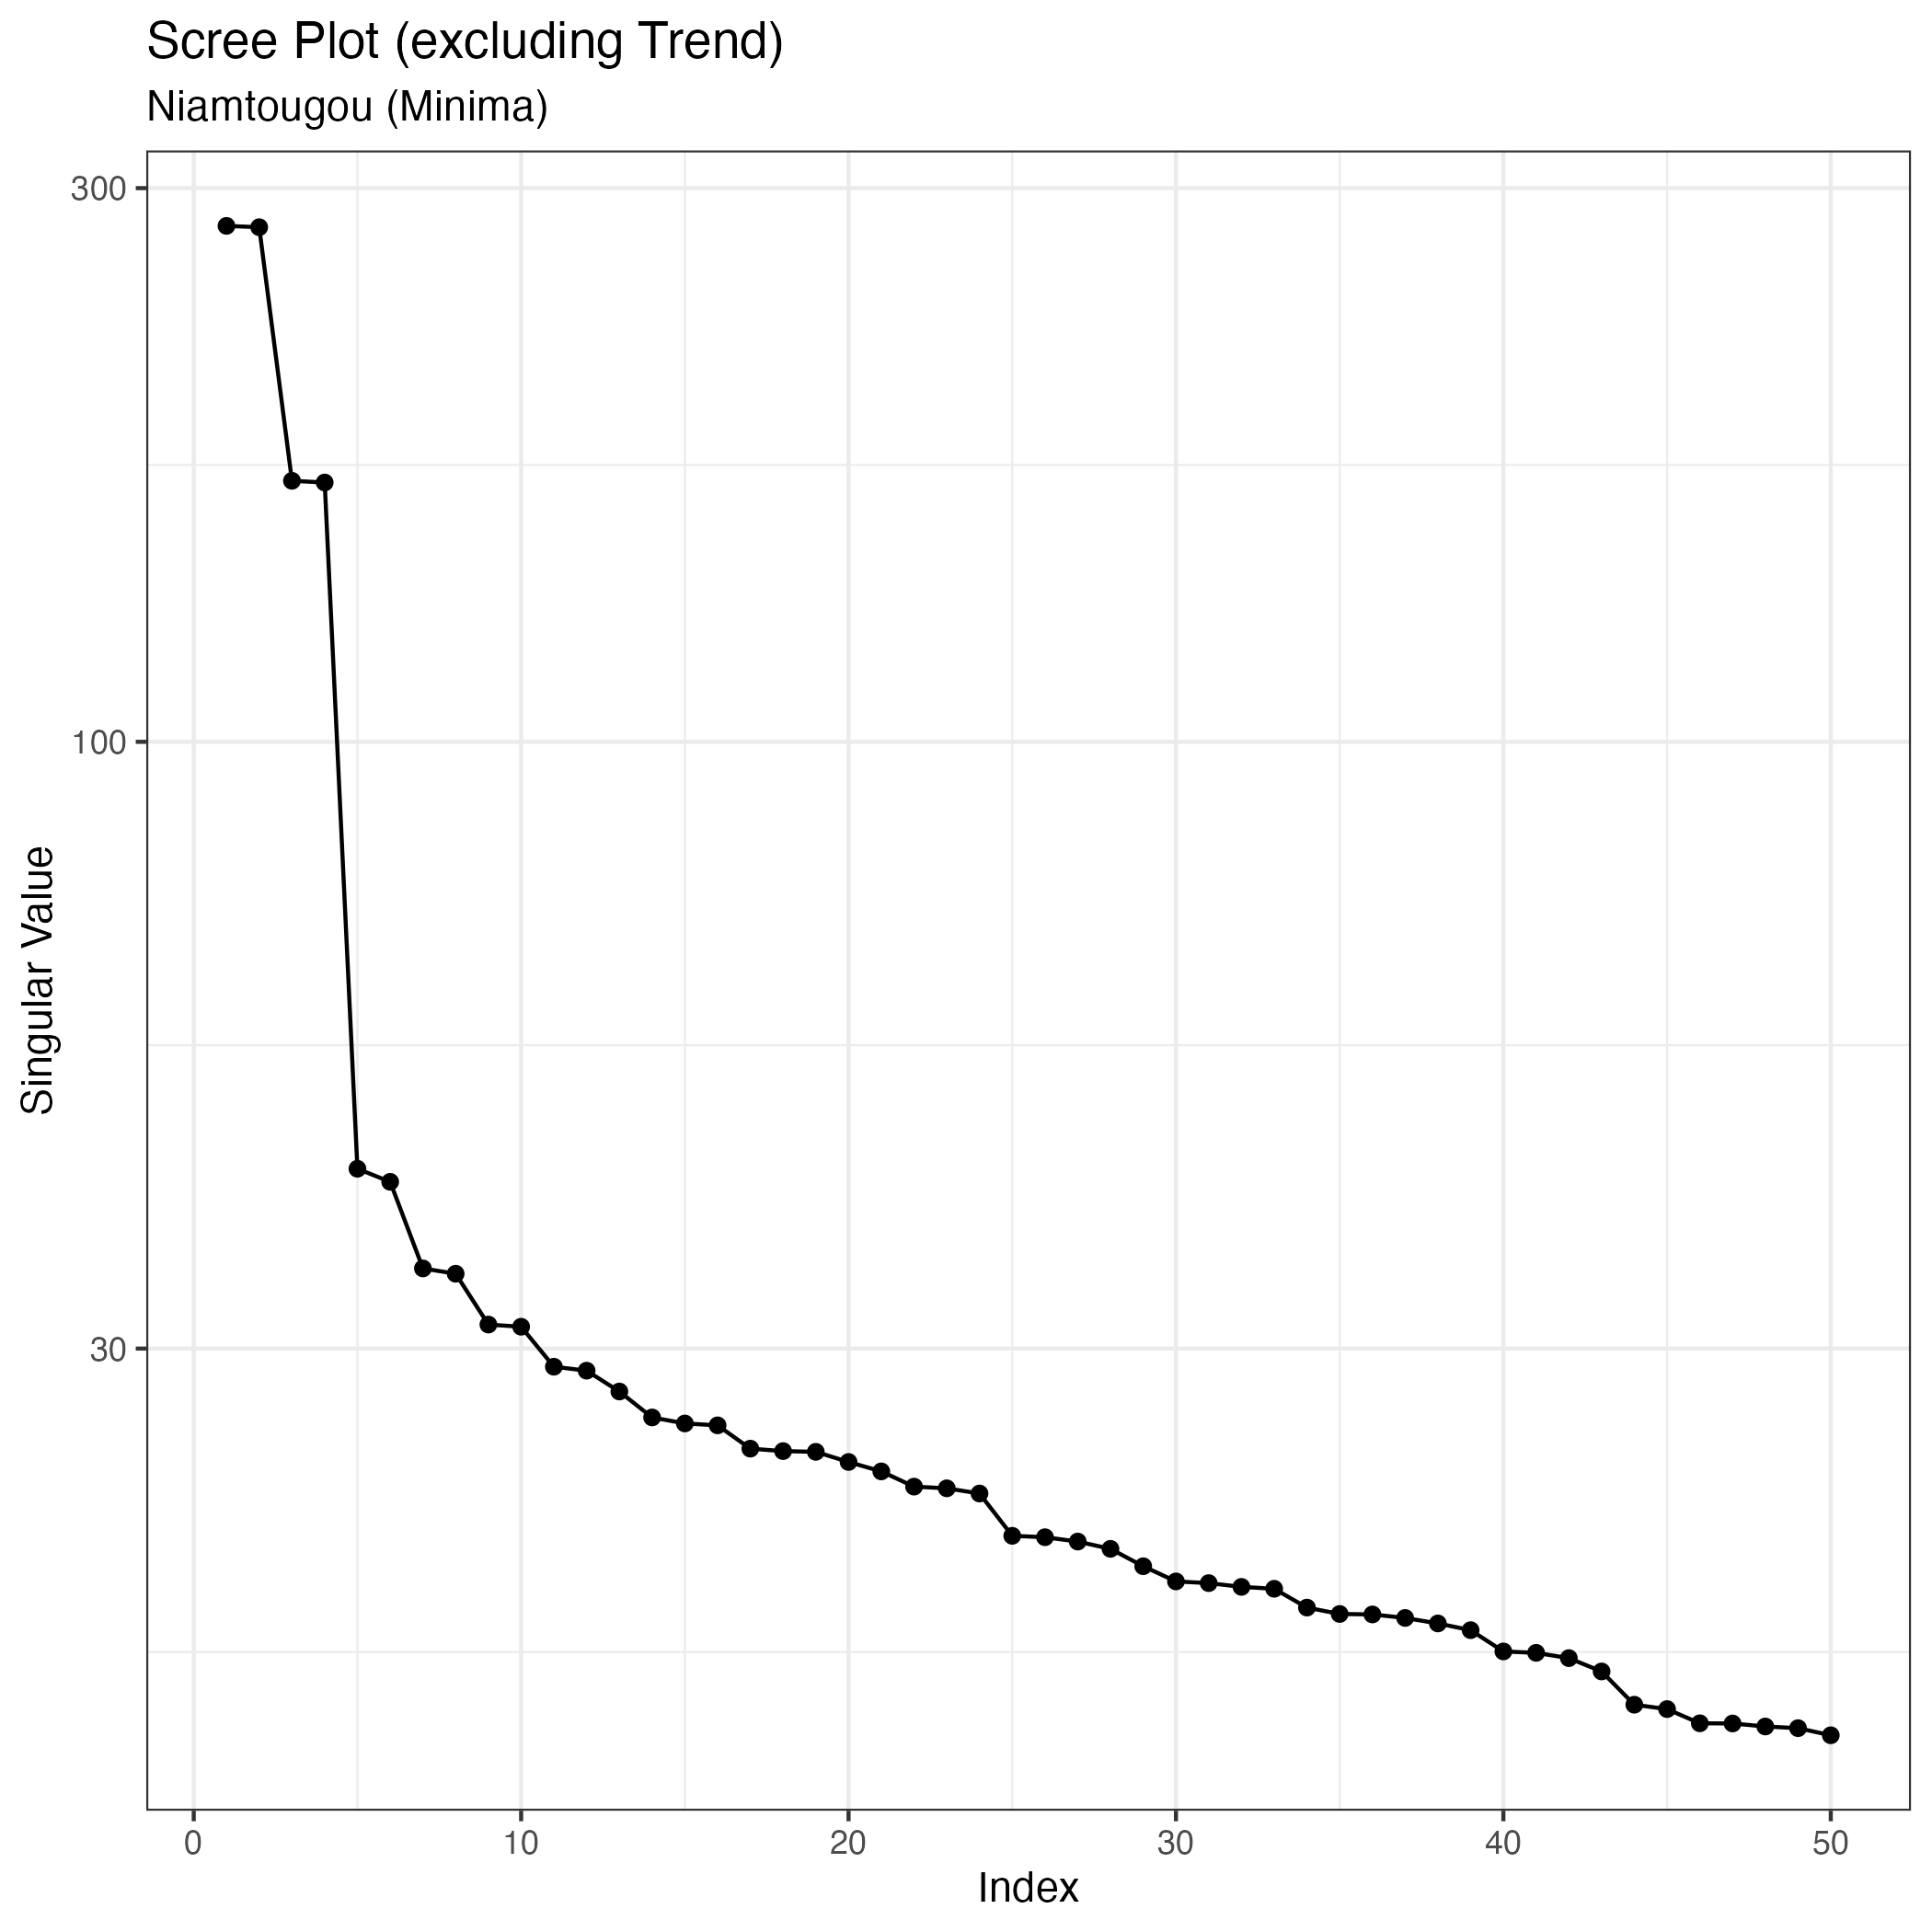 Scree Plot (excluding Trend)
Niamtougou (Minima)
300
100
30
Singular Value
0 10 20 30 40 50
Index